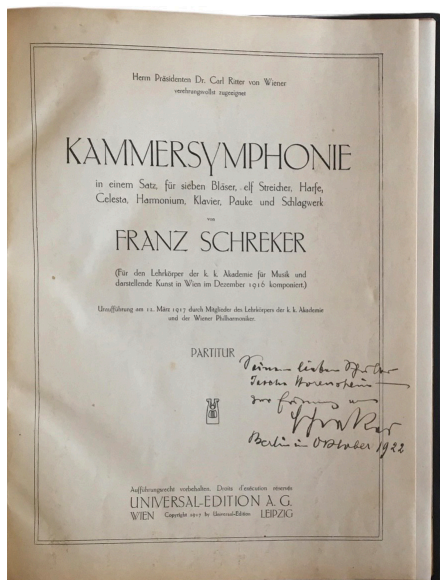 Herrn Präsidenten Dr. Carl Ritter von Wiener
verehrungsvollst zugeeignet
KAMMERSYMPHONIE
in einem Satz, für sieben Bläser, elf Streicher, Harfe,
Celesta, Harmonium, Klavier, Pauke und Schlagwerk
von
FRANZ SCHREKER
(Für den Lehrkörper der k. k. Akademie für Musik und
darstellende Kunst in Wien im Dezember 1916 komponiert.)
Uraufführung am 12. März 1917 durch Mitglieder des Lehrkörpers der k. k. Akademie
und der Wiener Philharmoniker.
PARTITUR
Seinem lieben Schüler
Jascha Horenstein
zur Erinnerung
Schreker
Berlin im Oktober 1922
Aufführungsrecht vorbehalten. Droits d'exécution réservés
UNIVERSAL-EDITION A. G.
WIEN Copyright 1917 by Universal-Edition LEIPZIG